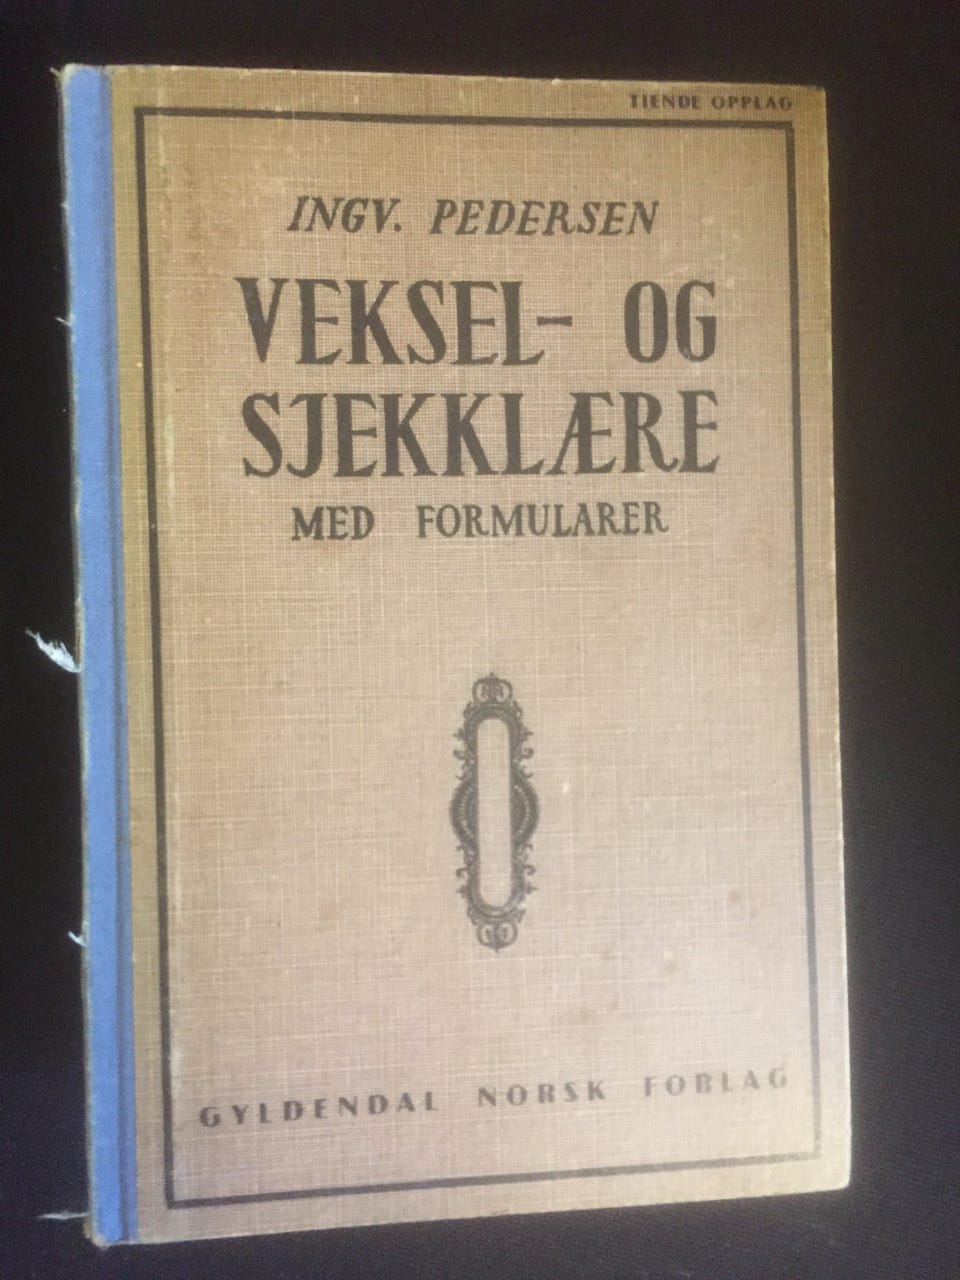 TIENDE OPPLAG
INGV. PEDERSEN
VEKSEL- OG
SJEKKLÆRE
MED FORMULARER
GYLDENDAL NORSK FORLAG